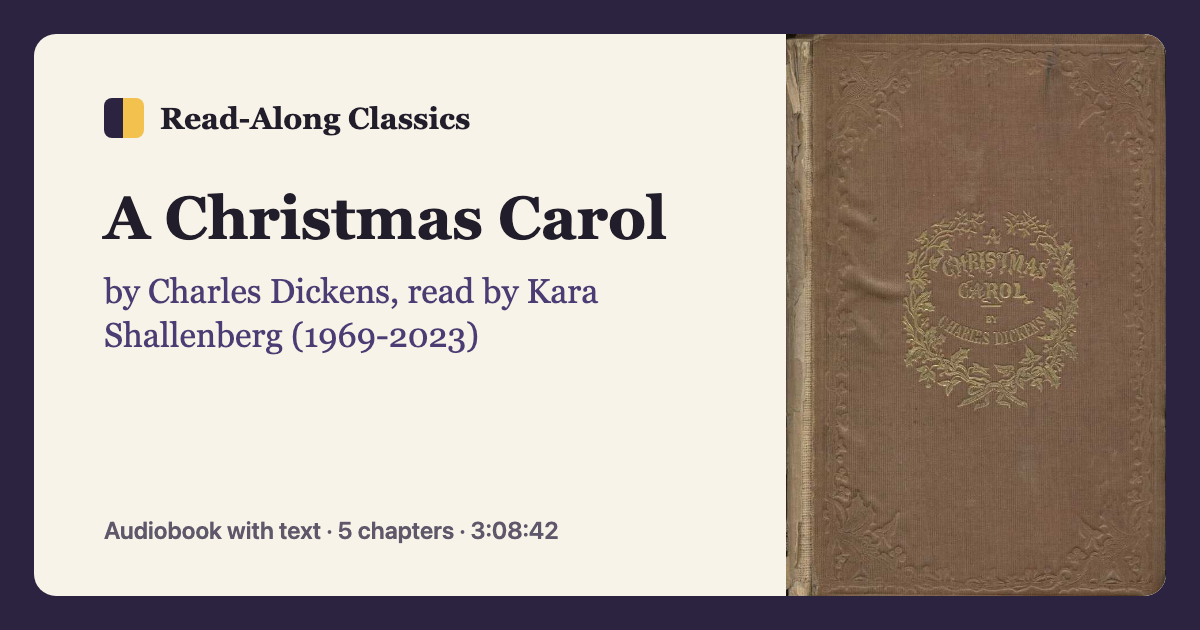 Read-Along Classics
A Christmas Carol
by Charles Dickens, read by Kara
Shallenberg (1969-2023)
Audiobook with text · 5 chapters · 3:08:42
A
CHRISTMAS
CAROL
BY
CHARLES DICKENS